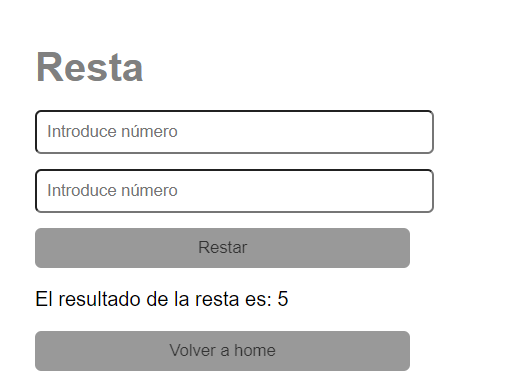 Resta
Introduce número
Introduce número
Restar
El resultado de la resta es: 5
Volver a home